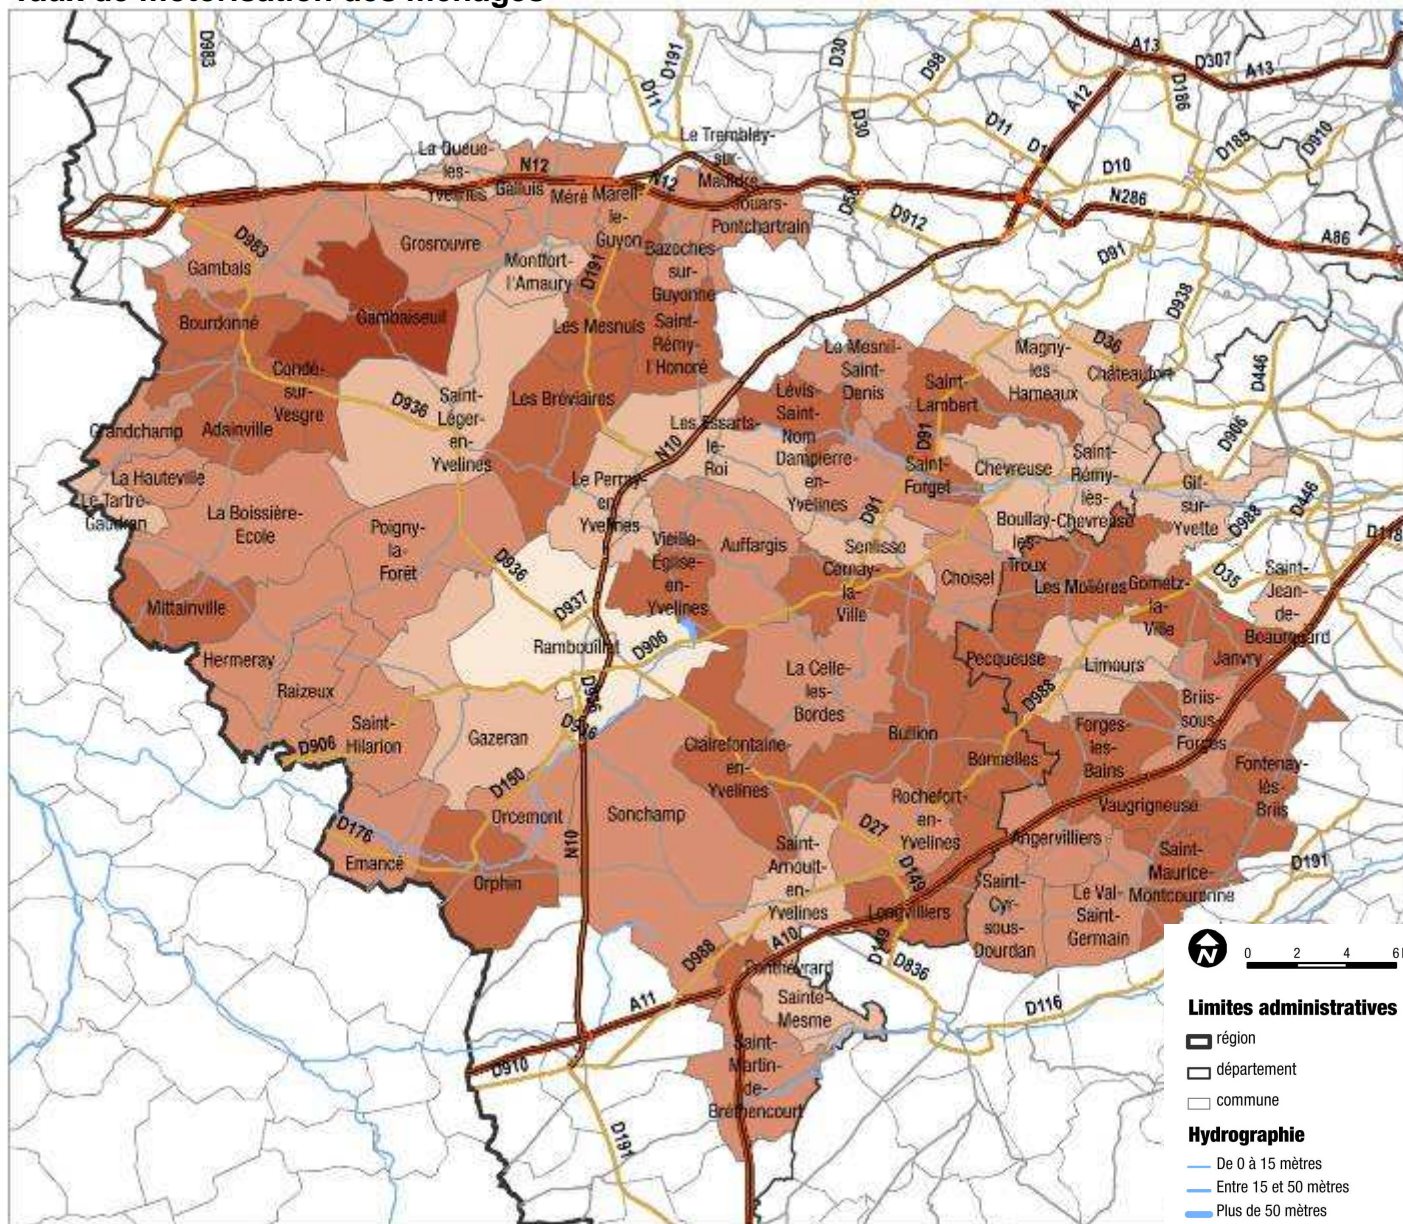 Taux de motorisation des ménages
D983
D191
D11
D30
D98
A13
D307
A13
A12
D186
D30
D11
D185
D910
D10
N286
D58
D912
A86
D91
D938
Le Tremblay-
sur-
Mauldre
La Queue-
les-
Yvelines
N12
Galluis
Méré
Mareil-
le-
Guyon
N12
Jouars-
Pontchartrain
D983
Grosrouvre
Gambais
Montfort-
l'Amaury
D191
Bazoches-
sur-
Guyonne
Bourdonné
Gambaiseuil
Les Mesnuls
Saint-
Rémy-
l'Honoré
Le Mesnil-
Saint-
Denis
Magny-
les-
Hameaux
D36
Châteaufort
D446
Condé-
sur-
Vesgre
D936
Saint-
Léger-
en-
Yvelines
Les Bréviaires
Lévis-
Saint-
Nom
Saint-
Lambert
D91
Grandchamp
Adainville
Les Essarts-
le-
Roi
N10
Dampierre-
en-
Yvelines
Saint-
Forget
Chevreuse
Saint-
Rémy-
lès-
Chevreuse
D906
La Hauteville
Le Tartre-
Gaudran
La Boissière-
Ecole
Le Perray-
en
Yvelines
D91
Boullay-
les-
Troux
Gif-
sur-
Yvette
D988
D446
D118
Poigny-
la-
Forêt
Vieille-
Église-
en-
Yvelines
Auffargis
Senlisse
D936
Cernay-
la-
Ville
Choisel
Les Molières
Gometz-
la-
Ville
D35
Saint-
Jean-
de-
Beauregard
Mittainville
D937
Rambouillet
D906
Hermeray
La Celle-
les-
Bordes
Pecqueuse
Limours
Janvry
Raizeux
D988
Briis-
sous-
Forges
Saint-
Hilarion
D906
Gazeran
Clairefontaine-
en-
Yvelines
Bullion
Bonnelles
Forges-
les-
Bains
Fontenay-
lès-
Briis
D150
Orcemont
Sonchamp
Rochefort-
en-
Yvelines
Vaugrigneuse
D176
Emancé
N10
D27
Angervilliers
Saint-
Arnoult-
en-
Yvelines
D149
Saint-
Maurice-
Montcouronne
D191
Orphin
Longvilliers
Saint-
Cyr-
sous-
Dourdan
Le Val-
Saint-
Germain
A10
D988
D149
D836
Ponthévrard
A11
Sainte-
Mesme
D116
D910
Saint-
Martin-
de-
Bréthencourt
D191
N
0 2 4 6
Limites administratives
région
département
commune
Hydrographie
De 0 à 15 mètres
Entre 15 et 50 mètres
Plus de 50 mètres